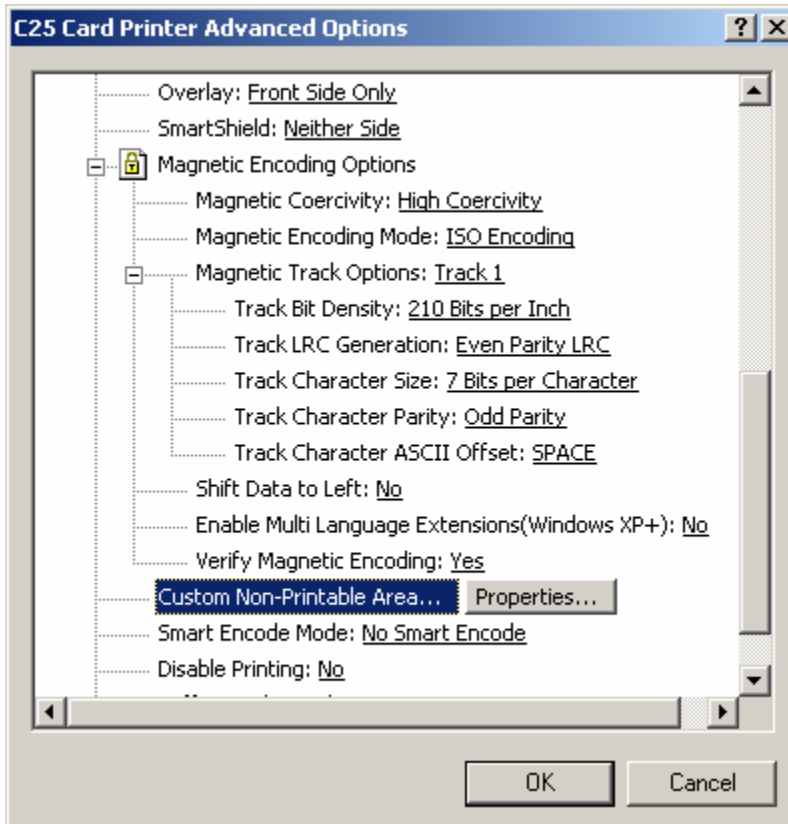 C25 Card Printer Advanced Options
Overlay: Front Side Only
SmartShield: Neither Side
Magnetic Encoding Options
Magnetic Coercivity: High Coercivity
Magnetic Encoding Mode: ISO Encoding
Magnetic Track Options: Track 1
Track Bit Density: 210 Bits per Inch
Track LRC Generation: Even Parity LRC
Track Character Size: 7 Bits per Character
Track Character Parity: Odd Parity
Track Character ASCII Offset: SPACE
Shift Data to Left: No
Enable Multi Language Extensions(Windows XP+): No
Verify Magnetic Encoding: Yes
Custom Non-Printable Area... Properties...
Smart Encode Mode: No Smart Encode
Disable Printing: No
OK Cancel